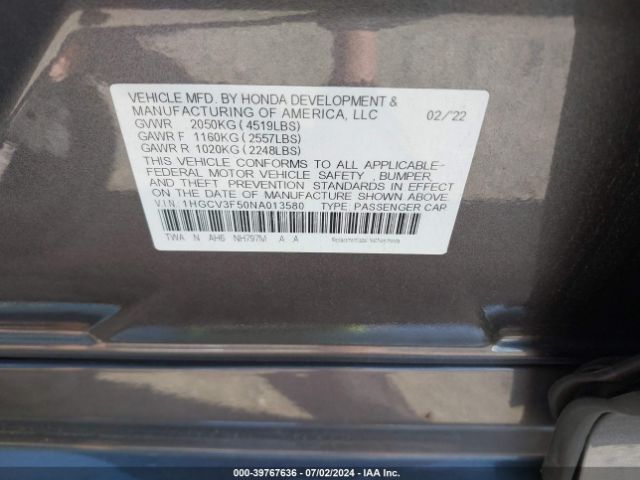 VEHICLE MFD. BY HONDA DEVELOPMENT &
MANUFACTURING OF AMERICA, LLC 02/'22
GVWR 2050KG(4519LBS)
GAWR F 1160KG(2557LBS)
GAWR R 1020KG(2248LBS)
THIS VEHICLE CONFORMS TO ALL APPLICABLE
FEDERAL MOTOR VEHICLE SAFETY, BUMPER,
AND THEFT PREVENTION STANDARDS IN EFFECT
ON THE DATE OF MANUFACTURE SHOWN ABOVE.
V.I.N. 1HGCV3F50NA013580 TYPE PASSENGER CAR
TWA N AH6 NH797M A A
000-39767636 - 07/02/2024 - IAA Inc.